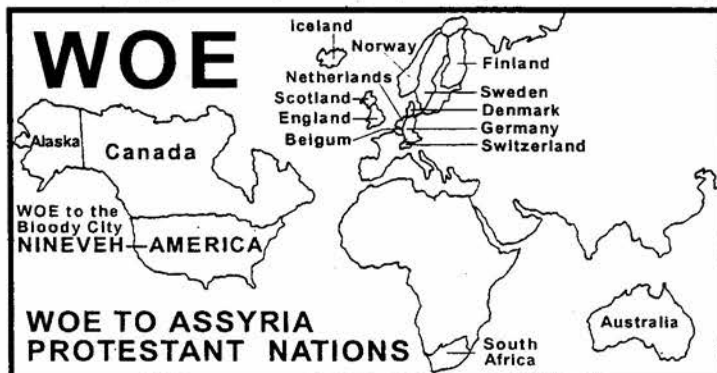 WOE
Iceland
Norway
Netherlands
Scotland
England
Beigum
Finland
Sweden
Denmark
Germany
Switzerland
Alaska
Canada
WOE to the
Bloody City
NINEVEH AMERICA
WOE TO ASSYRIA
PROTESTANT NATIONS
South
Africa
Australia